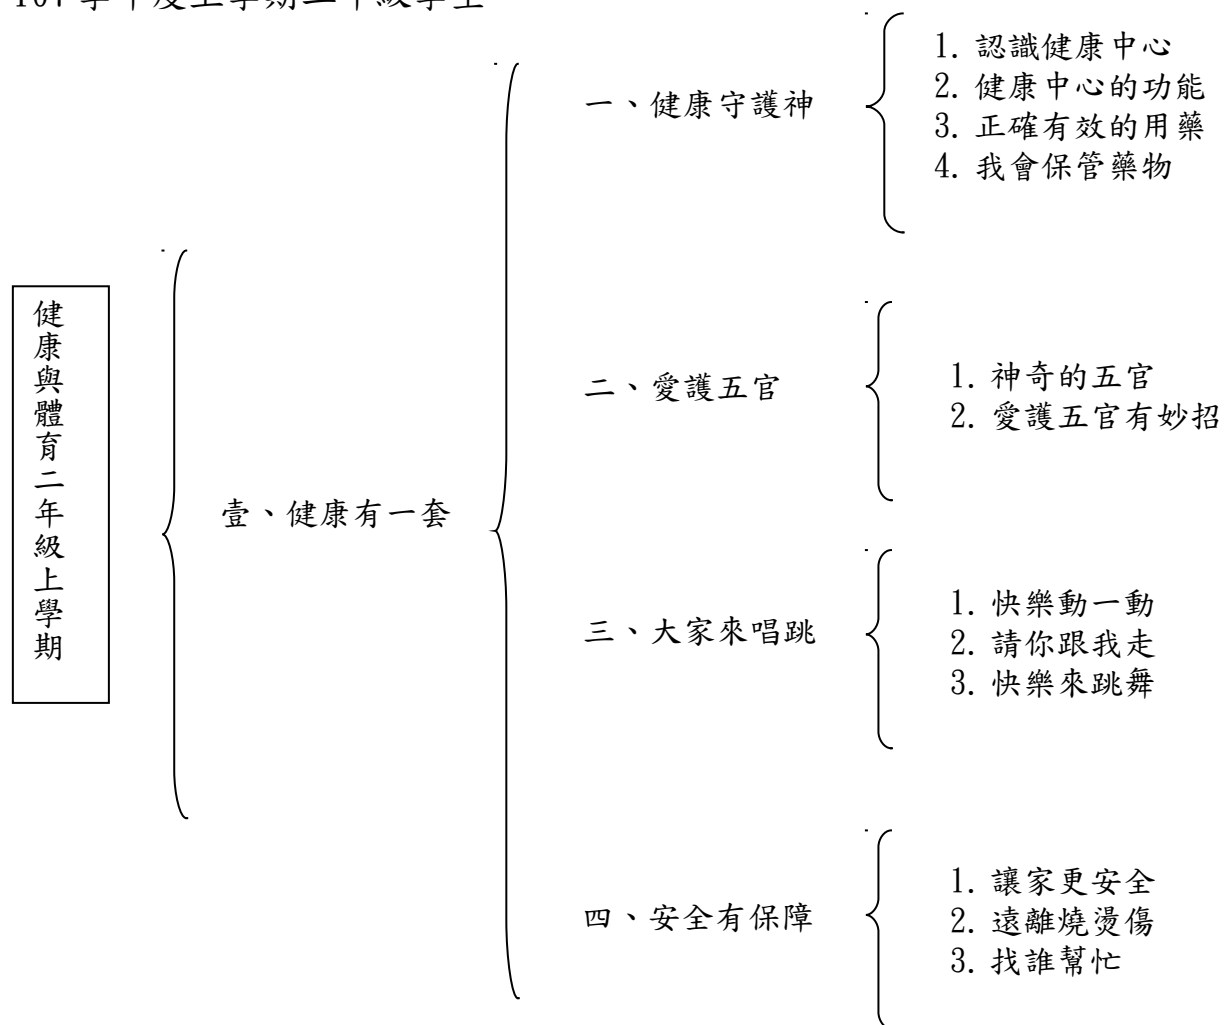 健康與體育二年級上學期
壹、健康有一套
一、健康守護神
1. 認識健康中心
2. 健康中心的功能
3. 正確有效的用藥
4. 我會保管藥物
二、愛護五官
1. 神奇的五官
2. 愛護五官有妙招
三、大家來唱跳
1. 快樂動一動
2. 請你跟我走
3. 快樂來跳舞
四、安全有保障
1. 讓家更安全
2. 遠離燒燙傷
3. 找誰幫忙